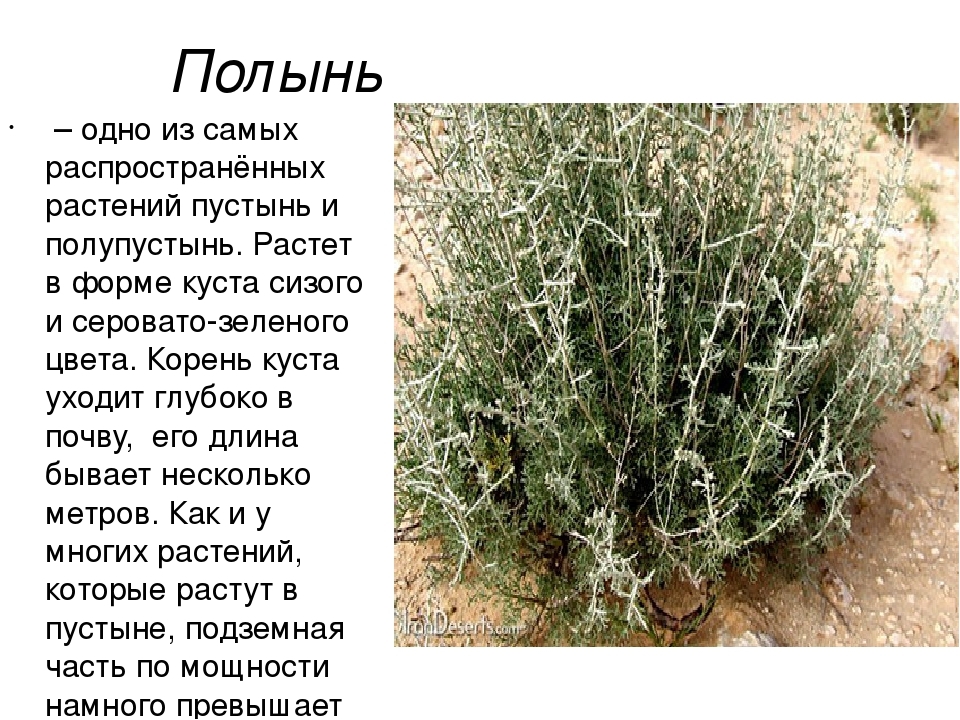 Полынь
• – одно из самых
распространённых
растений пустынь и
полупустынь. Растет
в форме куста сизого
и серовато-зеленого
цвета. Корень куста
уходит глубоко в
почву,  его длина
бывает несколько
метров. Как и у
многих растений,
которые растут в
пустыне, подземная
часть по мощности
намного превышает
IranDeserts.com